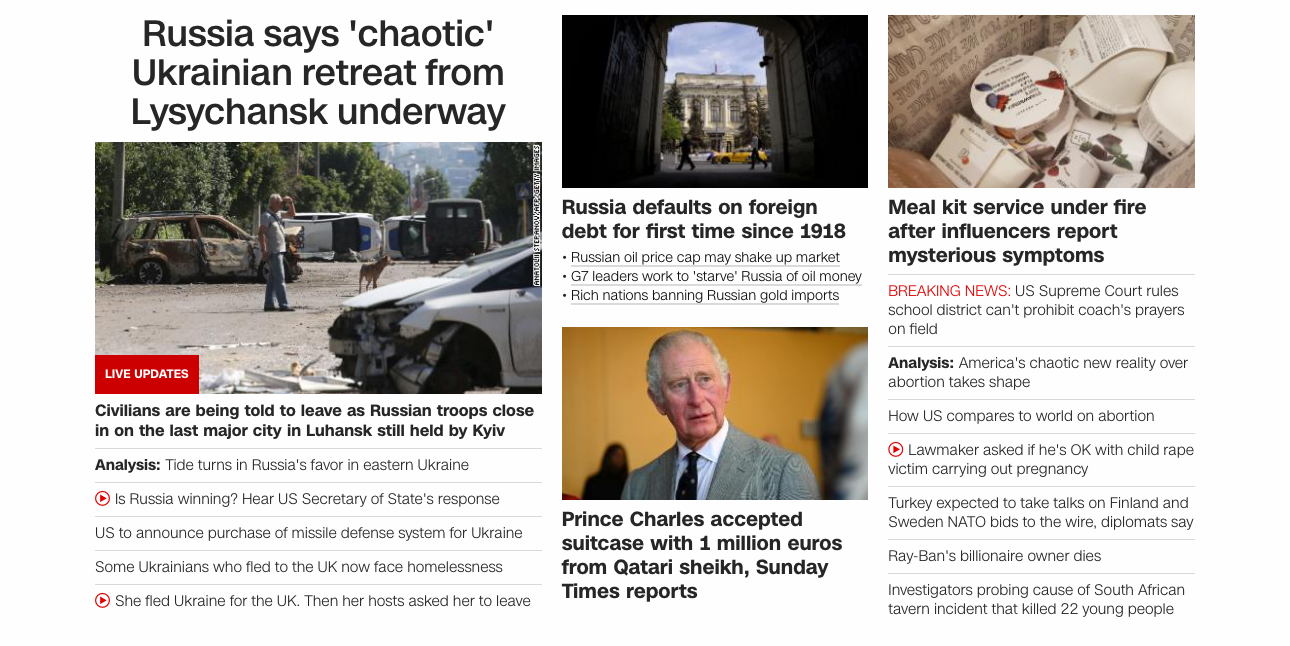 Russia says 'chaotic'
Ukrainian retreat from
Lysychansk underway
ANATOLII STEPANOV/AFP/GETTY IMAGES
LIVE UPDATES
Civilians are being told to leave as Russian troops close
in on the last major city in Luhansk still held by Kyiv
Analysis: Tide turns in Russia's favor in eastern Ukraine
Is Russia winning? Hear US Secretary of State's response
US to announce purchase of missile defense system for Ukraine
Some Ukrainians who fled to the UK now face homelessness
She fled Ukraine for the UK. Then her hosts asked her to leave
Russia defaults on foreign
debt for first time since 1918
• Russian oil price cap may shake up market
• G7 leaders work to 'starve' Russia of oil money
• Rich nations banning Russian gold imports
Prince Charles accepted
suitcase with 1 million euros
from Qatari sheikh, Sunday
Times reports
Meal kit service under fire
after influencers report
mysterious symptoms
BREAKING NEWS: US Supreme Court rules
school district can't prohibit coach's prayers
on field
Analysis: America's chaotic new reality over
abortion takes shape
How US compares to world on abortion
Lawmaker asked if he's OK with child rape
victim carrying out pregnancy
Turkey expected to take talks on Finland and
Sweden NATO bids to the wire, diplomats say
Ray-Ban's billionaire owner dies
Investigators probing cause of South African
tavern incident that killed 22 young people